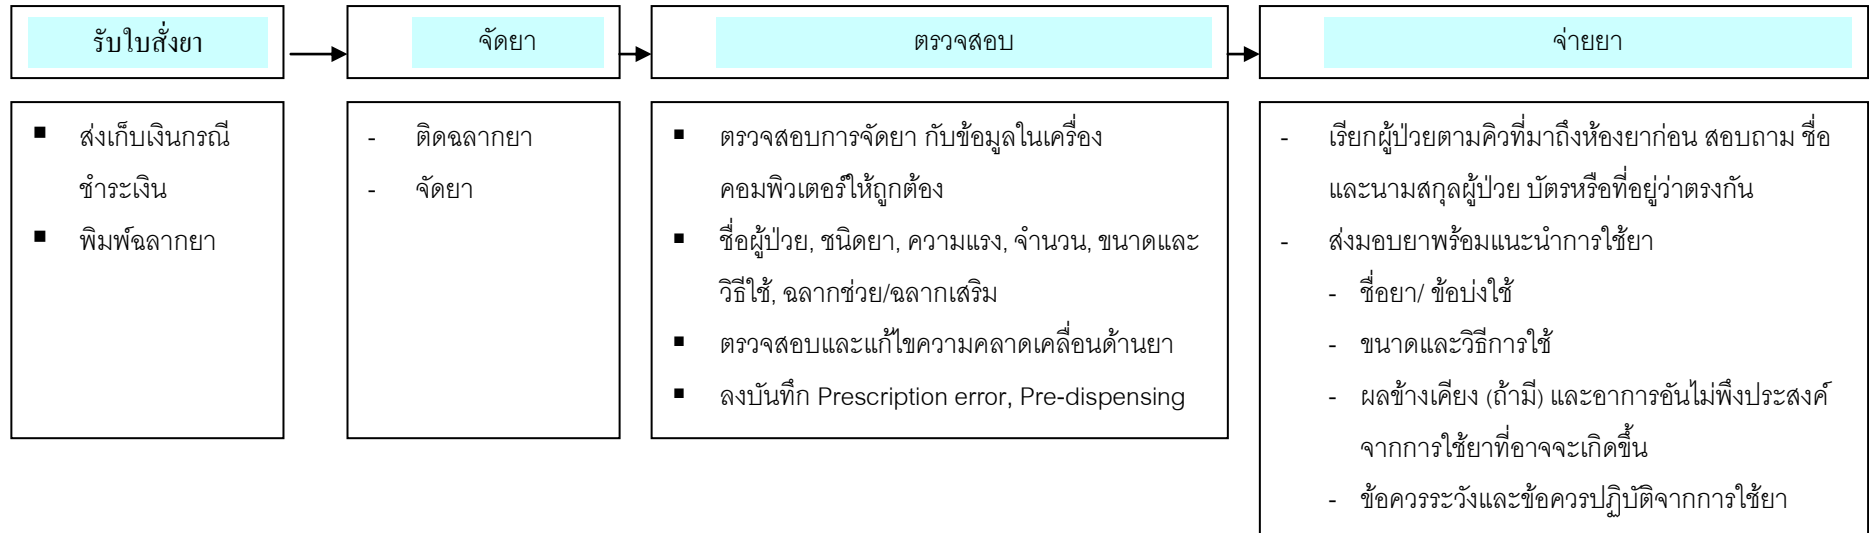 รับใบสั่งยา
จัดยา
ตรวจสอบ
จ่ายยา
▪ ส่งเก็บเงินกรณี
ชำระเงิน
▪ พิมพ์ฉลากยา
- ติดฉลากยา
- จัดยา
▪ ตรวจสอบการจัดยา กับข้อมูลในเครื่อง
คอมพิวเตอร์ให้ถูกต้อง
▪ ชื่อผู้ป่วย, ชนิดยา, ความแรง, จำนวน, ขนาดและ
วิธีใช้, ฉลากช่วย/ฉลากเสริม
▪ ตรวจสอบและแก้ไขความคลาดเคลื่อนด้านยา
▪ ลงบันทึก Prescription error, Pre-dispensing
- เรียกผู้ป่วยตามคิวที่มาถึงห้องยาก่อน สอบถาม ชื่อ
และนามสกุลผู้ป่วย บัตรหรือที่อยู่ว่าตรงกัน
- ส่งมอบยาพร้อมแนะนำการใช้ยา
- ชื่อยา/ ข้อบ่งใช้
- ขนาดและวิธีการใช้
- ผลข้างเคียง (ถ้ามี) และอาการอันไม่พึงประสงค์
จากการใช้ยาที่อาจจะเกิดขึ้น
- ข้อควรระวังและข้อควรปฏิบัติจากการใช้ยา